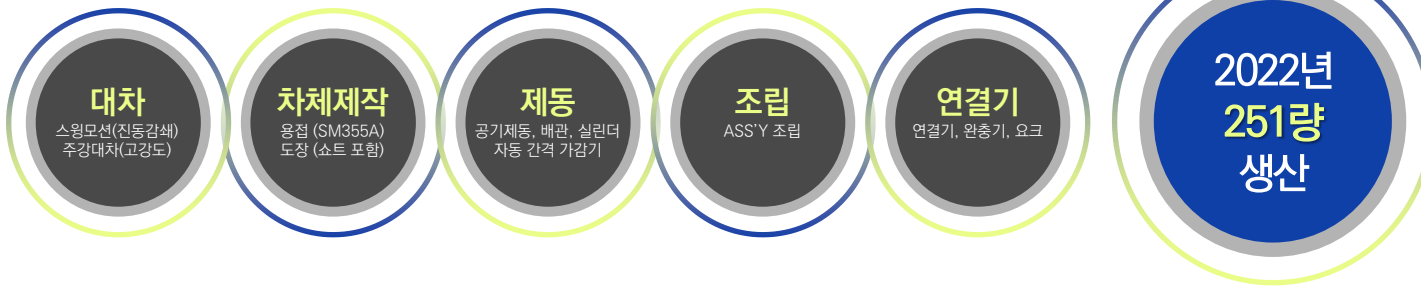 대차
스윙모션(진동감쇄)
주강대차(고강도)
차체제작
용접 (SM355A)
도장 (쇼트 포함)
제동
공기제동, 배관, 실린더
자동 간격 가감기
조립
ASS'Y 조립
연결기
연결기, 완충기, 요크
2022년
251량
생산